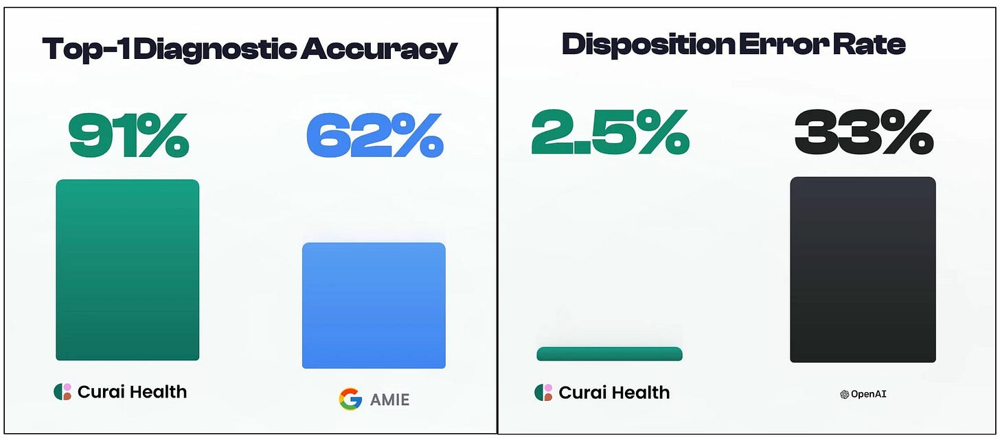 Top-1 Diagnostic Accuracy
91%
62%
Curai Health
AMIE
Disposition Error Rate
2.5%
33%
Curai Health
OpenAI